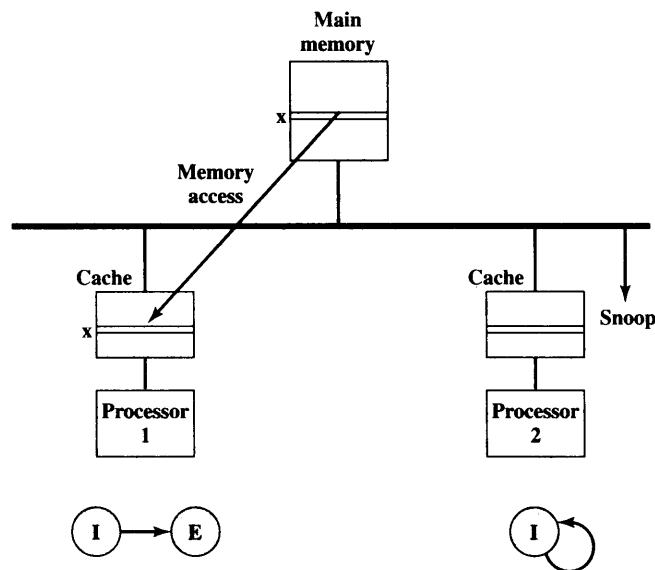 Main
memory
x
Memory
access
Cache
Cache
Snoop
x
Processor
1
Processor
2
I
E
I